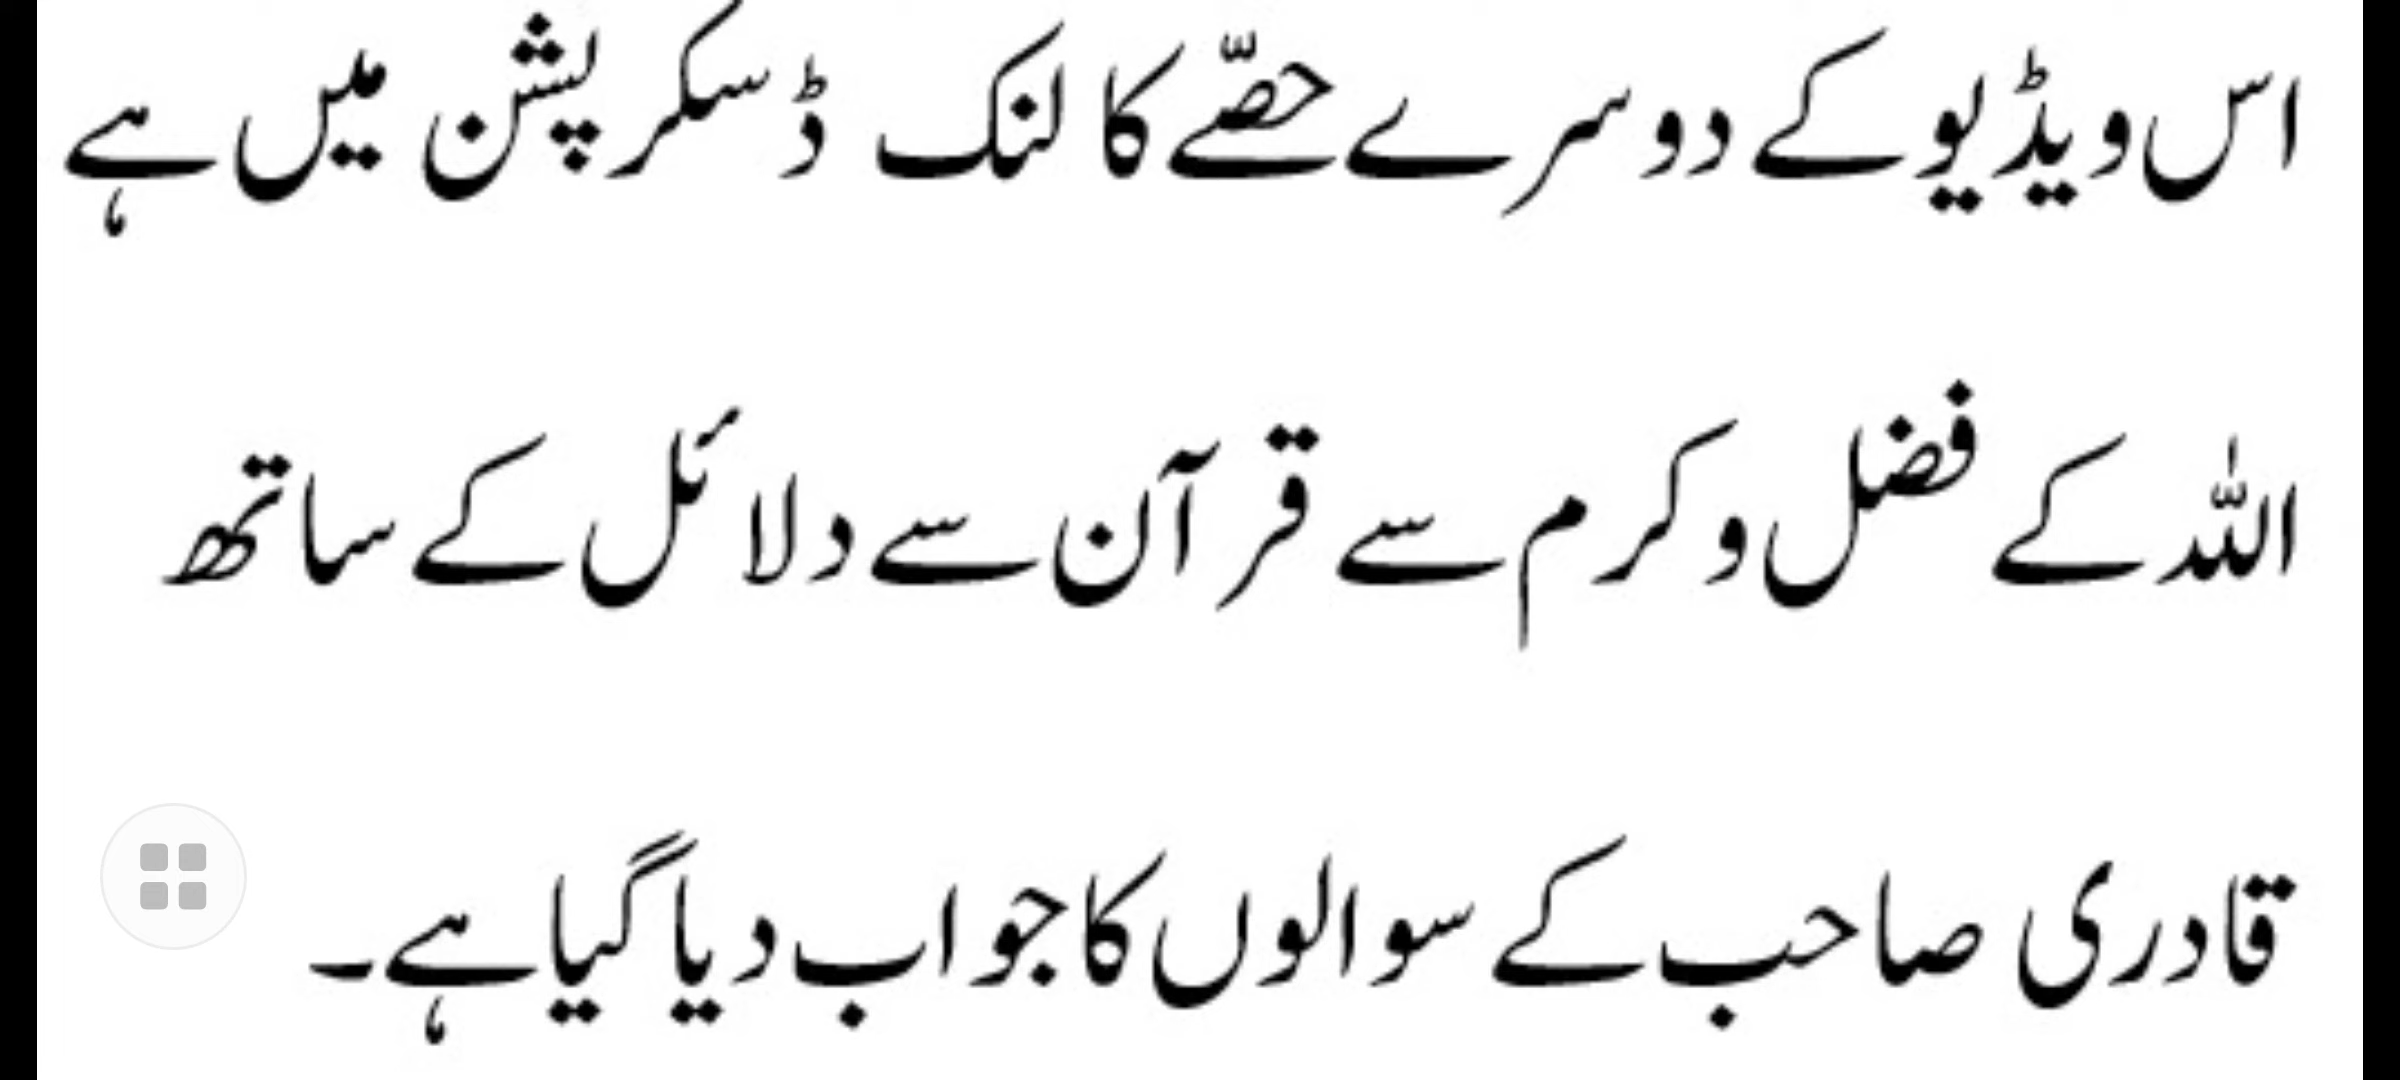 اس ویڈیو کے دوسرے حصّے کا لنک ڈسکرپشن میں ہے
اللہ کے فضل و کرم سے قرآن سے دلائل کے ساتھ
قادری صاحب کے سوالوں کا جواب دیا گیا ہے۔